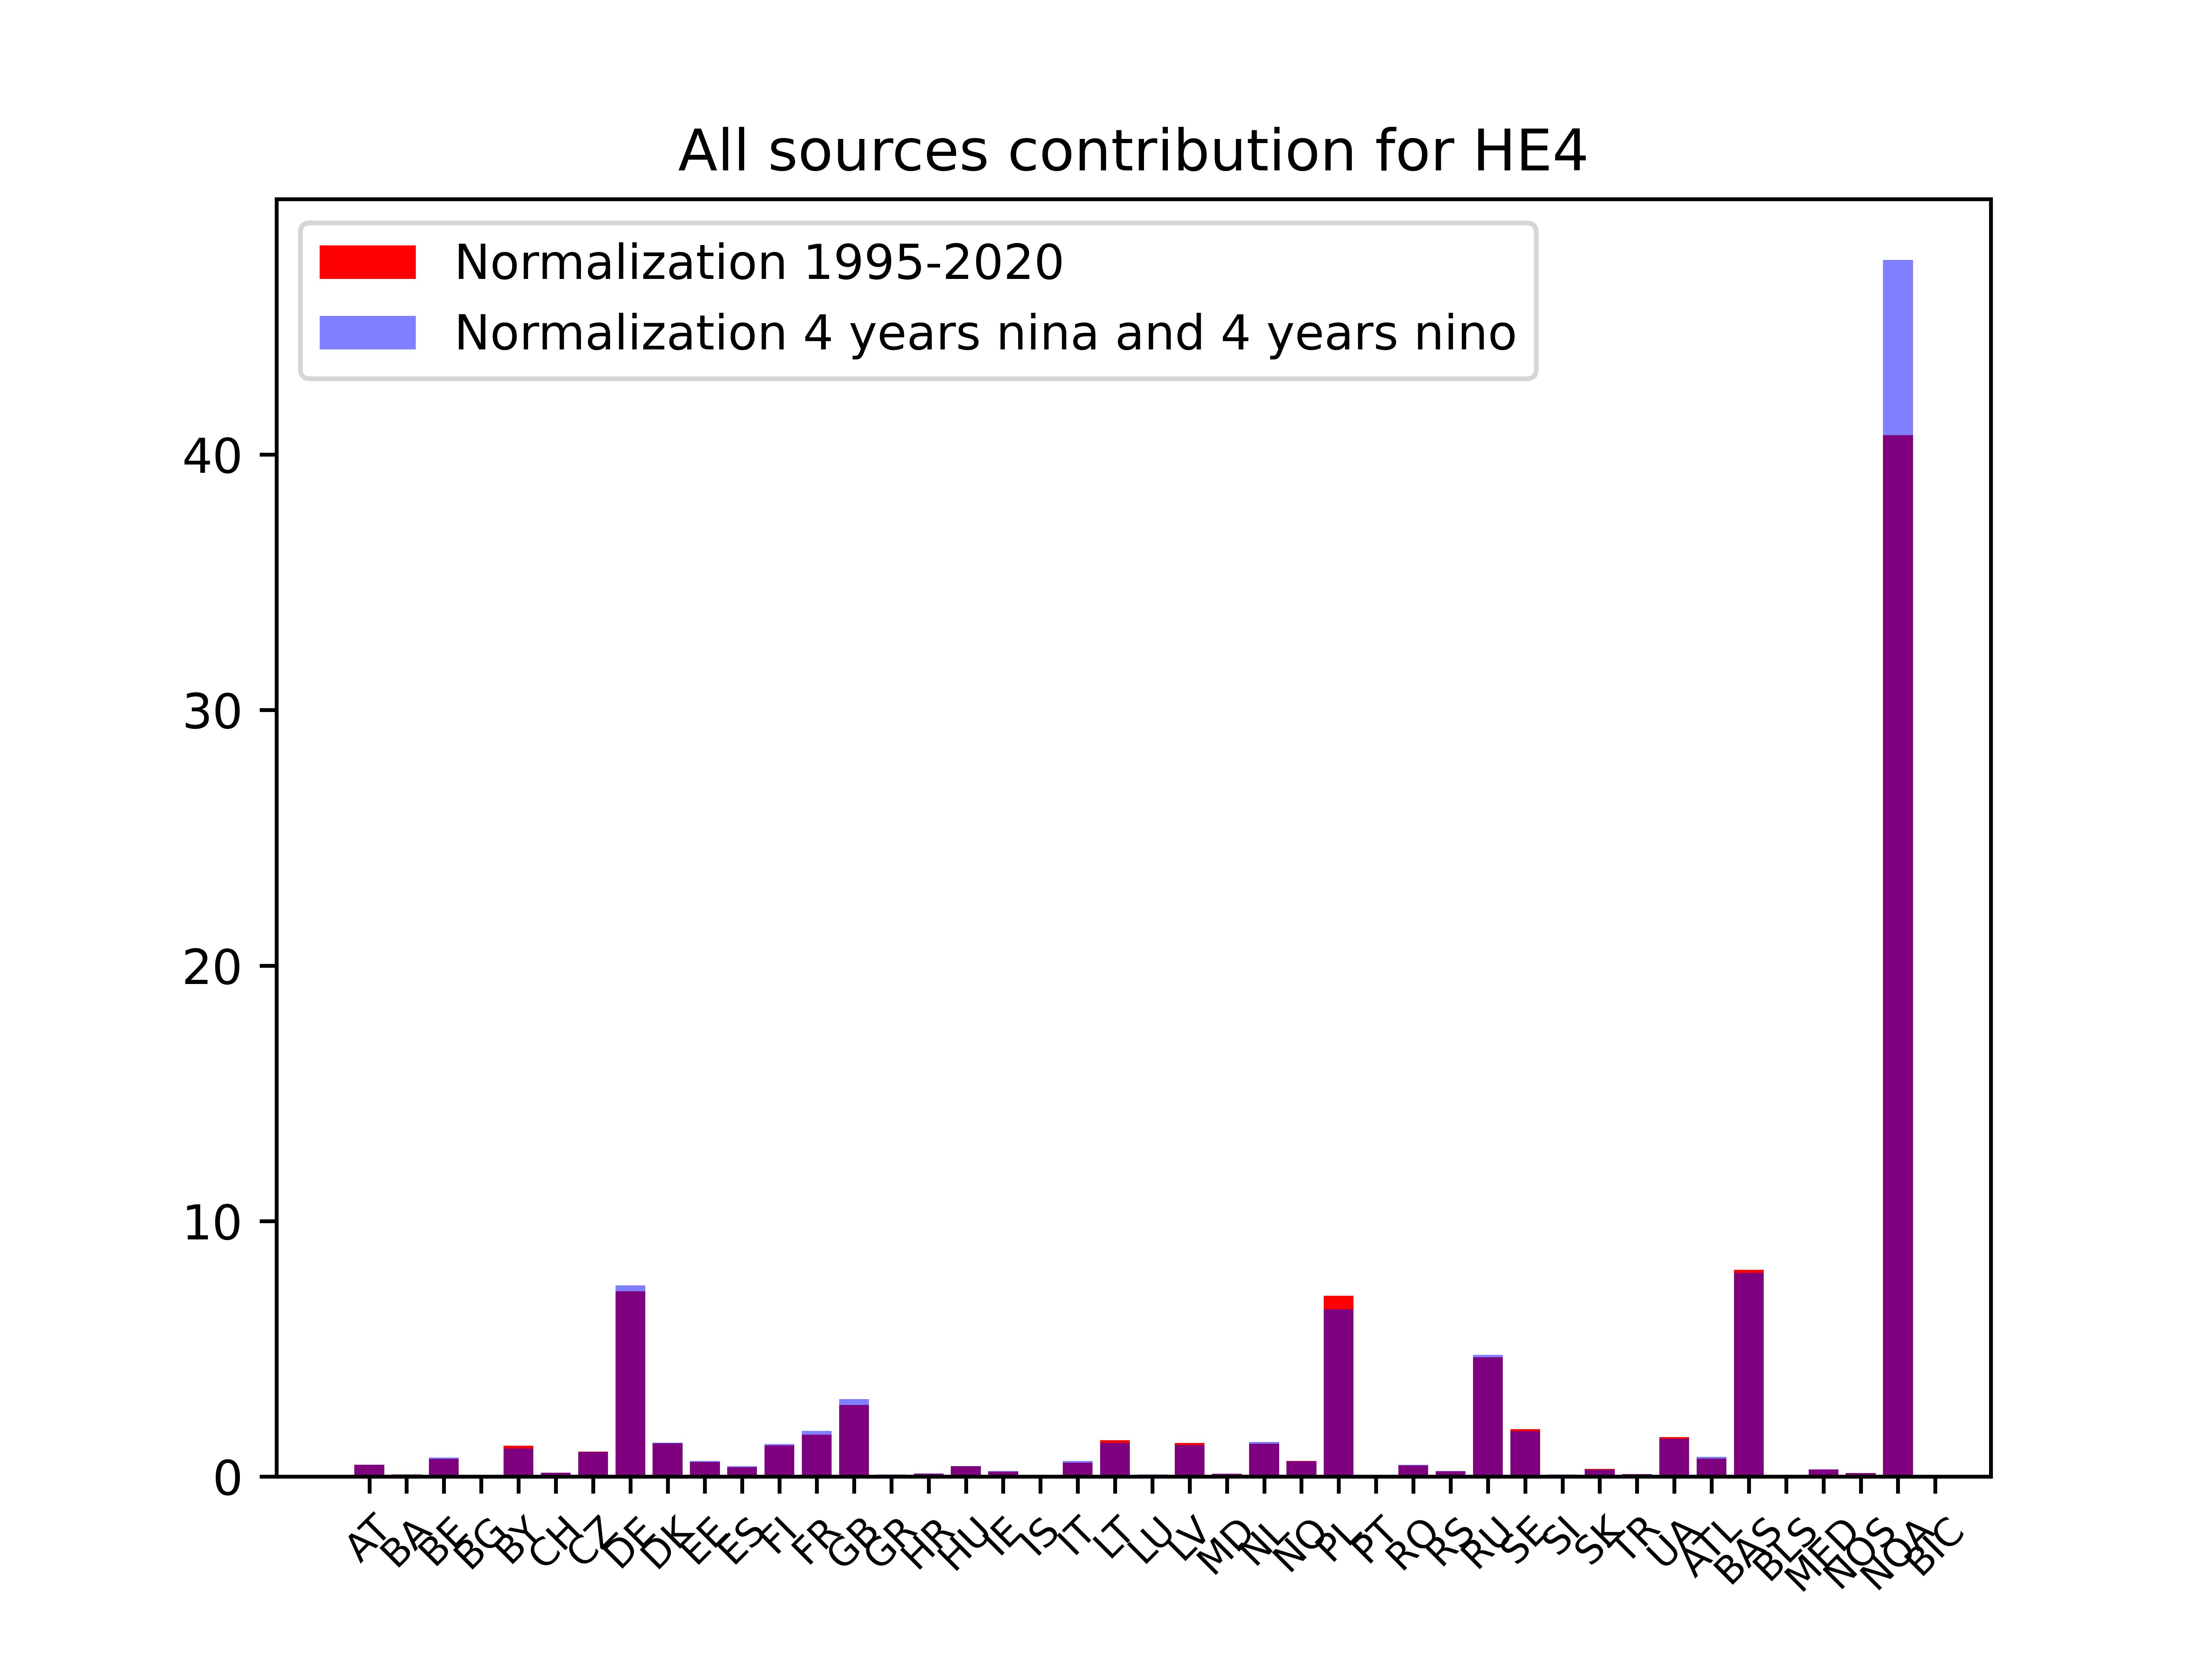 All sources contribution for HE4
Normalization 1995-2020
Normalization 4 years nina and 4 years nino
40
30
20
10
0
AT
BA
BE
BG
BY
CH
CZ
DE
DK
EE
ES
FI
FR
GB
GR
HR
HU
IE
IS
IT
LT
LU
LV
MD
NL
NO
PL
PT
RO
RS
RU
SE
SI
SK
TR
UA
ATL
BAS
BLS
MED
NOS
NOA
BIC